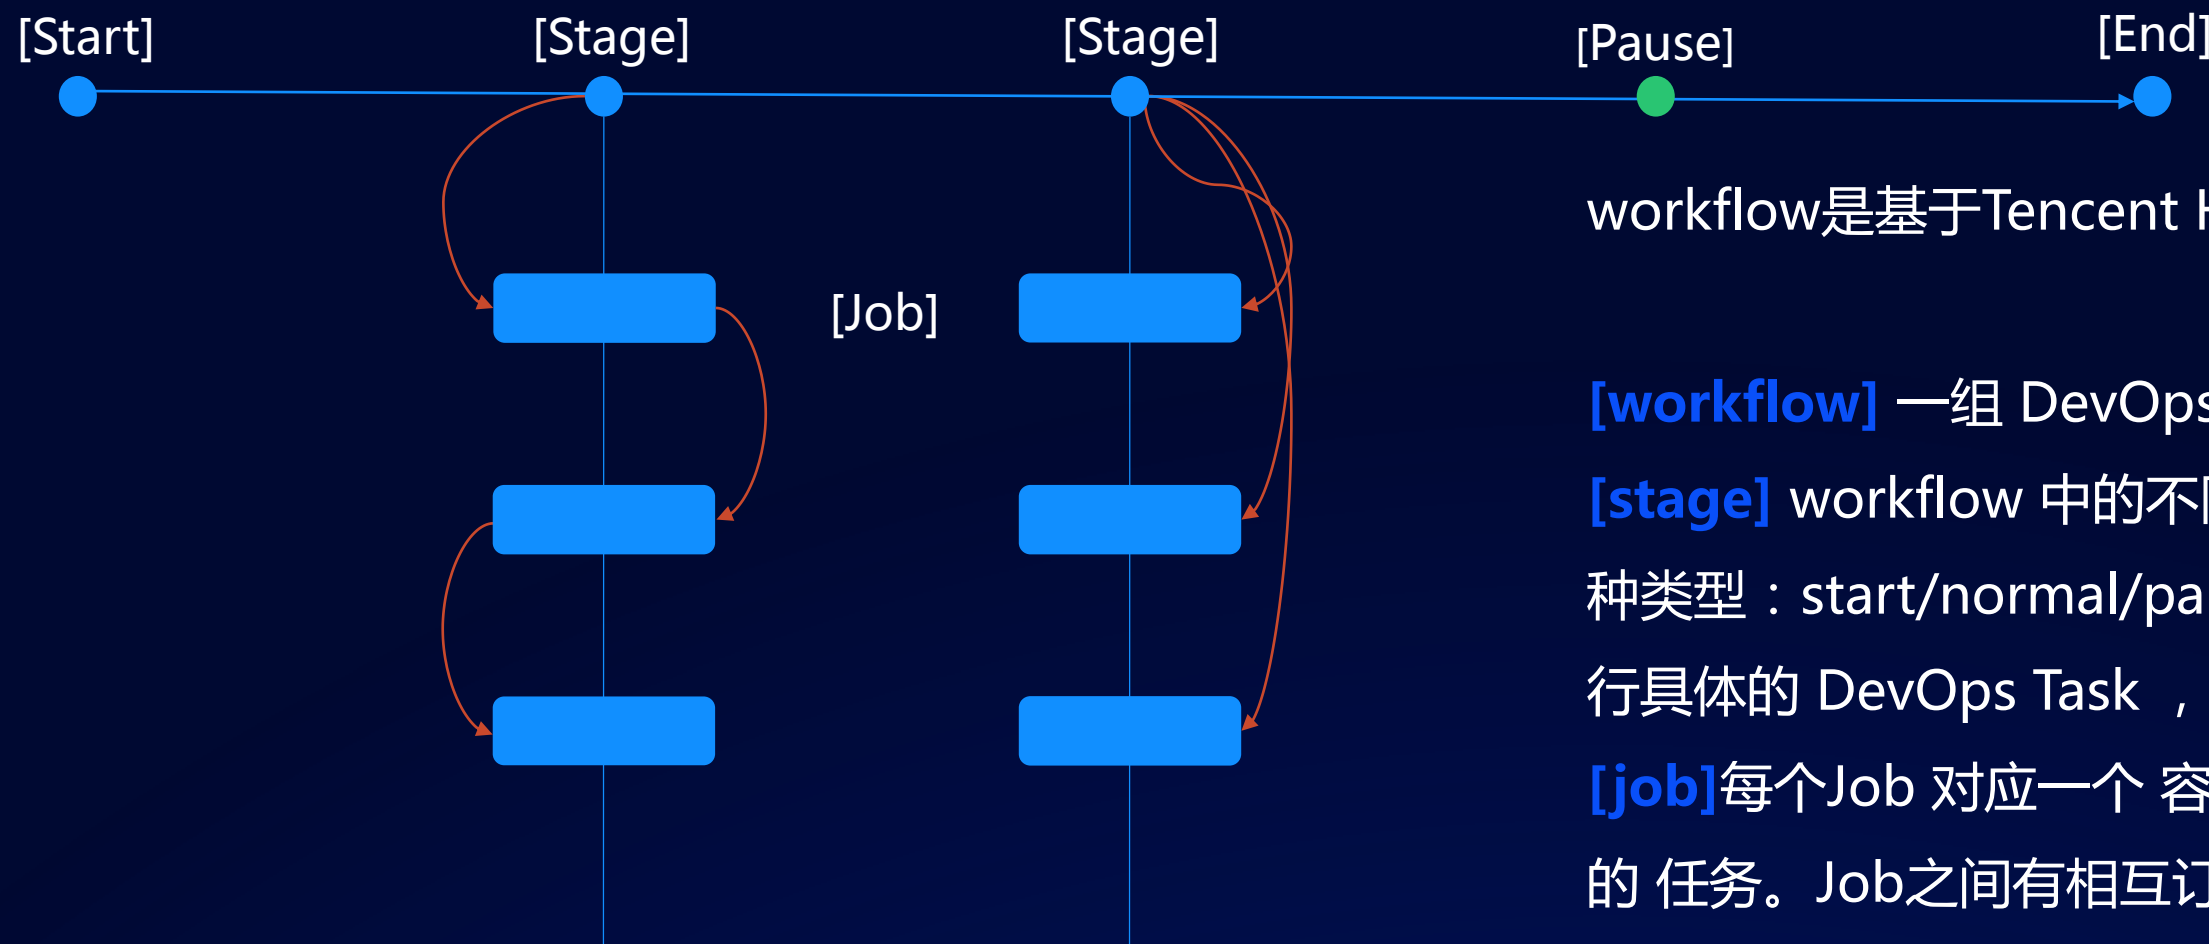 [Start]
[Stage]
[Stage]
[Pause]
[End]
[Job]
workflow是基于Tencent
[workflow] 一组 DevOps
[stage] workflow 中的不
种类型：start/normal/pa
行具体的 DevOps Task ，
[job]每个Job 对应一个 容
的 任务。Job之间有相互订